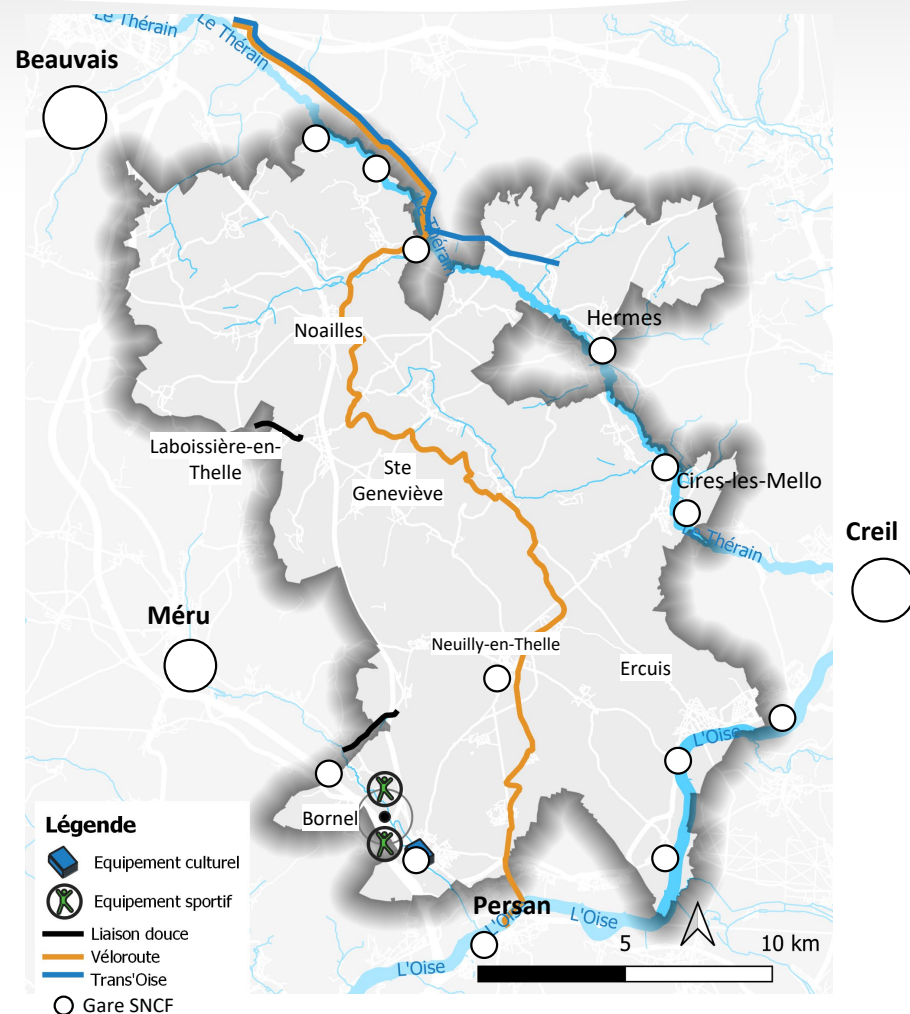 Le Thérain
Le Thérain
Beauvais
Le Thérain
Hermes
Noailles
Laboissière-en-
Thelle
Ste
Geneviève
Cires-les-Mello
Le Thérain
Creil
Méru
Neuilly-en-Thelle
Ercuis
L'Oise
Bornel
Persan
L'Oise
L'Oise
L'Oise
5
10 km
Légende
Equipement culturel
Equipement sportif
Liaison douce
Véloroute
Trans'Oise
Gare SNCF